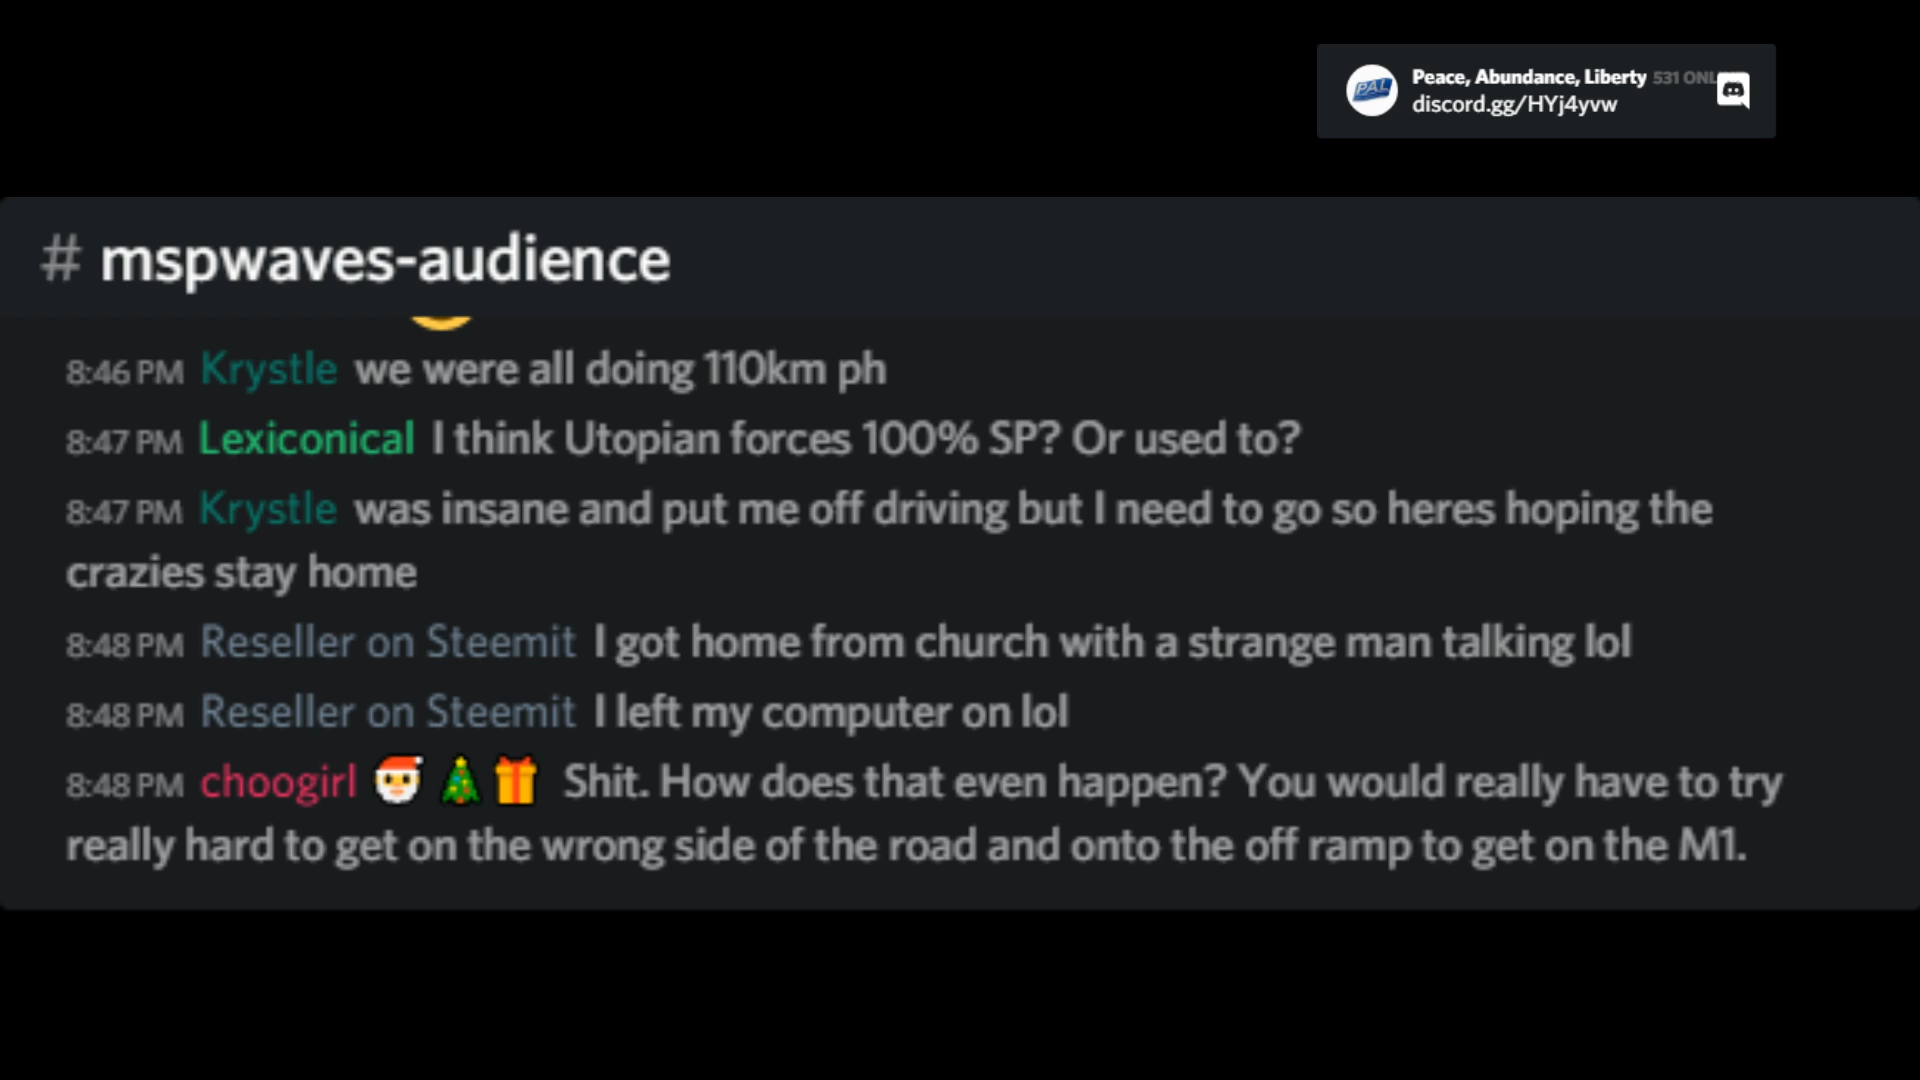 Peace, Abundance, Liberty 531 ONL
PAL
discord.gg/HYj4yvw
# mspwaves-audience
8:46 PM Krystle we were all doing 110km ph
8:47 PM Lexiconical I think Utopian forces 100% SP? Or used to?
8:47 PM Krystle was insane and put me off driving but I need to go so heres hoping the
crazies stay home
8:48 PM Reseller on Steemit I got home from church with a strange man talking lol
8:48 PM Reseller on Steemit I left my computer on lol
8:48 PM choogirl 🎅 🎄 🎁 Shit. How does that even happen? You would really have to try
really hard to get on the wrong side of the road and onto the off ramp to get on the M1.